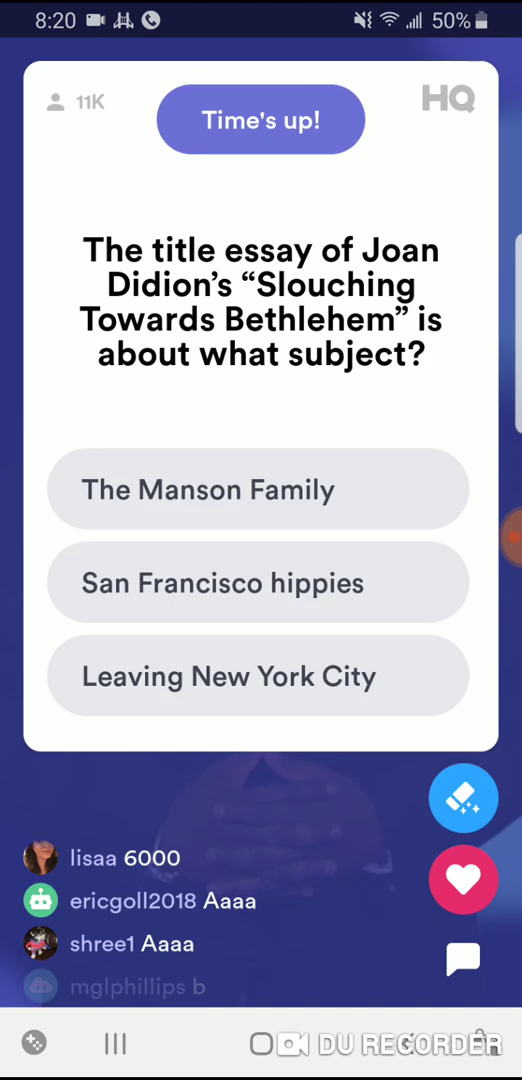 8:20 50%
11K Time's up! HQ
The title essay of Joan
Didion’s “Slouching
Towards Bethlehem” is
about what subject?
The Manson Family
San Francisco hippies
Leaving New York City
lisaa 6000
ericgoll2018 Aaaa
shree1 Aaaa
mglphillips b
DU RECORDER